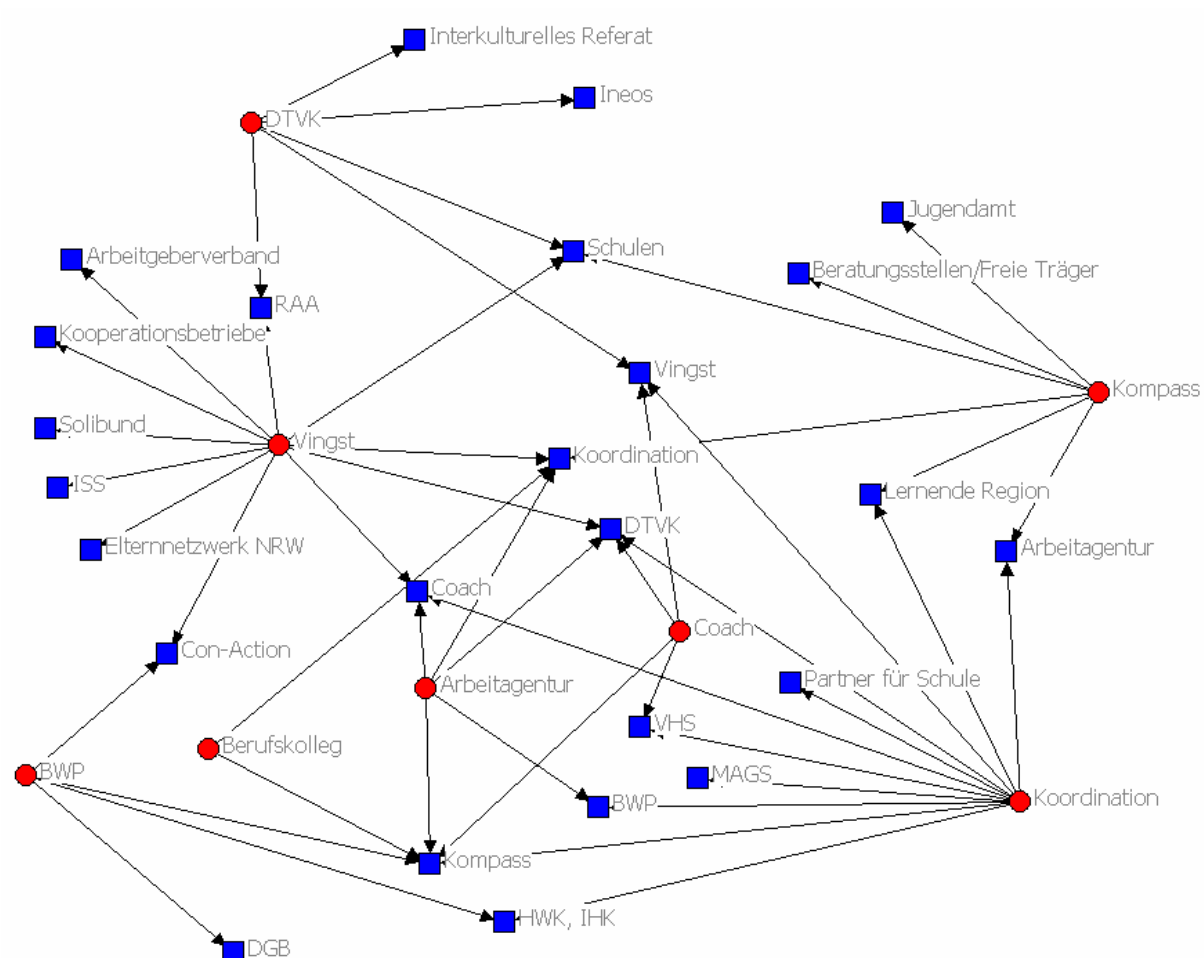 Interkulturelles Referat
Ineos
DTVK
Jugendamt
Schulen
Arbeitgeberverband
Beratungsstellen/Freie Träger
RAA
Kooperationsbetriebe
Vingst
Kompass
Solibund
Vingst
Koordination
ISS
Lernende Region
DTVK
Elternnetzwerk NRW
Arbeitagentur
Coach
Coach
Con-Action
Partner für Schule
Arbeitagentur
VHS
Berufskolleg
BWP
MAGS
Koordination
BWP
Kompass
HWK, IHK
DGB